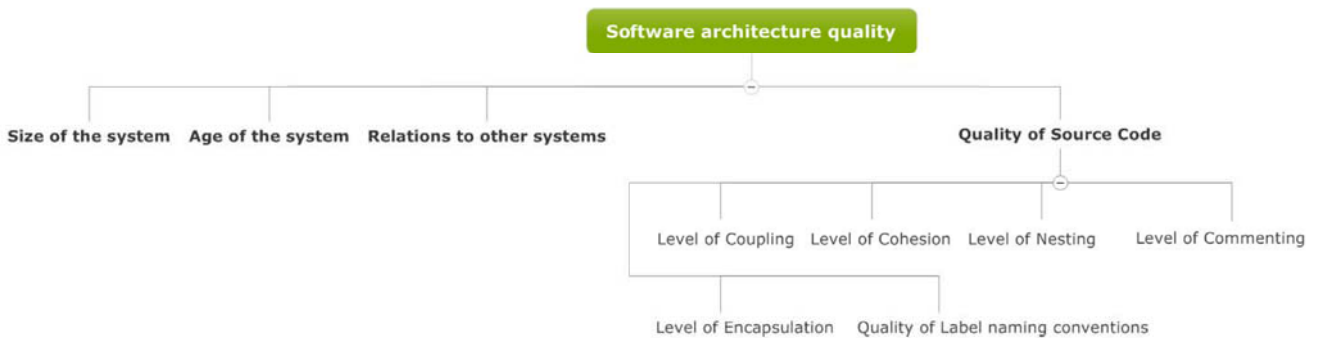 Software architecture quality
Size of the system
Age of the system
Relations to other systems
Quality of Source Code
Level of Coupling
Level of Cohesion
Level of Nesting
Level of Commenting
Level of Encapsulation
Quality of Label naming conventions